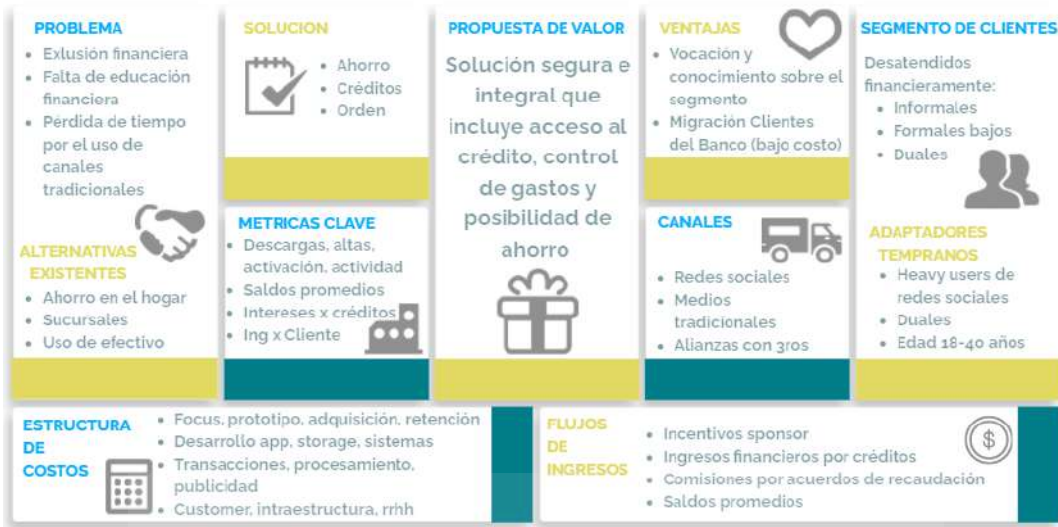 PROBLEMA
• Exlusión financiera
• Falta de educación
financiera
• Pérdida de tiempo
por el uso de
canales
tradicionales
ALTERNATIVAS
EXISTENTES
• Ahorro en el hogar
• Sucursales
• Uso de efectivo
SOLUCION
• Ahorro
• Créditos
• Orden
METRICAS CLAVE
• Descargas, altas,
activación, actividad
• Saldos promedios
• Intereses x créditos
• Ing x Cliente
PROPUESTA DE VALOR
Solución segura e
integral que
incluye acceso al
crédito, control
de gastos y
posibilidad de
ahorro
VENTAJAS
• Vocación y
conocimiento sobre el
segmento
• Migración Clientes
del Banco (bajo costo)
CANALES
• Redes sociales
• Medios
tradicionales
• Alianzas con 3ros
SEGMENTO DE CLIENTES
Desatendidos
financieramente:
• Informales
• Formales bajos
• Duales
ADAPTADORES
TEMPRANOS
• Heavy users de
redes sociales
• Duales
• Edad 18-40 años
ESTRUCTURA
DE
COSTOS
• Focus, prototipo, adquisición, retención
• Desarrollo app, storage, sistemas
• Transacciones, procesamiento,
publicidad
• Customer, intraestructura, rrhh
FLUJOS
DE
INGRESOS
• Incentivos sponsor
• Ingresos financieros por créditos
• Comisiones por acuerdos de recaudación
• Saldos promedios
$